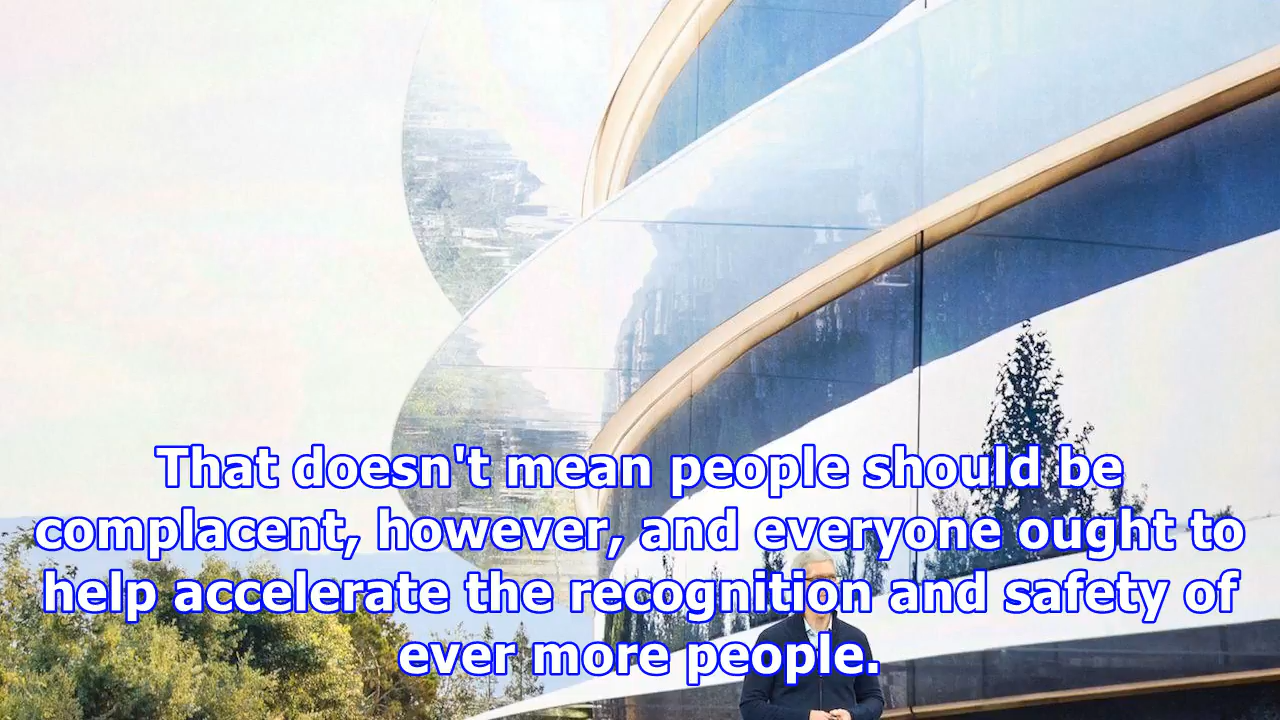 That doesn't mean people should be
complacent, however, and everyone ought to
help accelerate the recognition and safety of
ever more people.